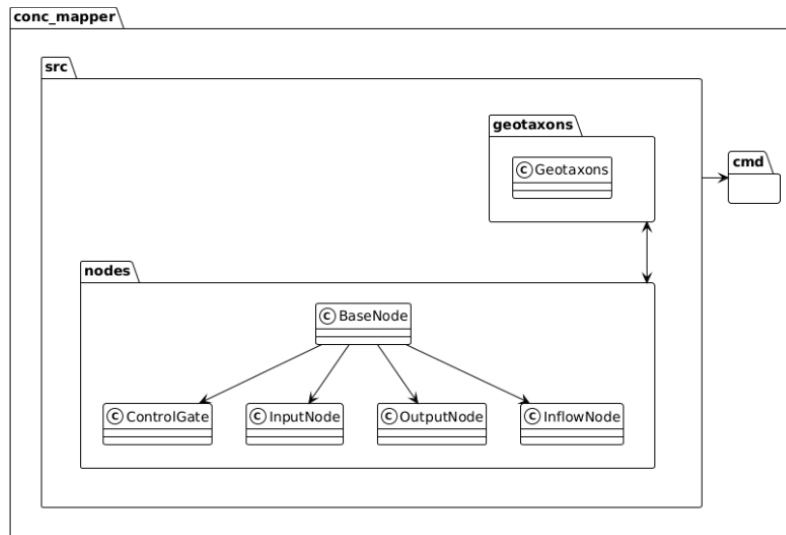 conc_mapper
src
geotaxons
C Geotaxons
cmd
nodes
C BaseNode
C ControlGate
C InputNode
C OutputNode
C InflowNode